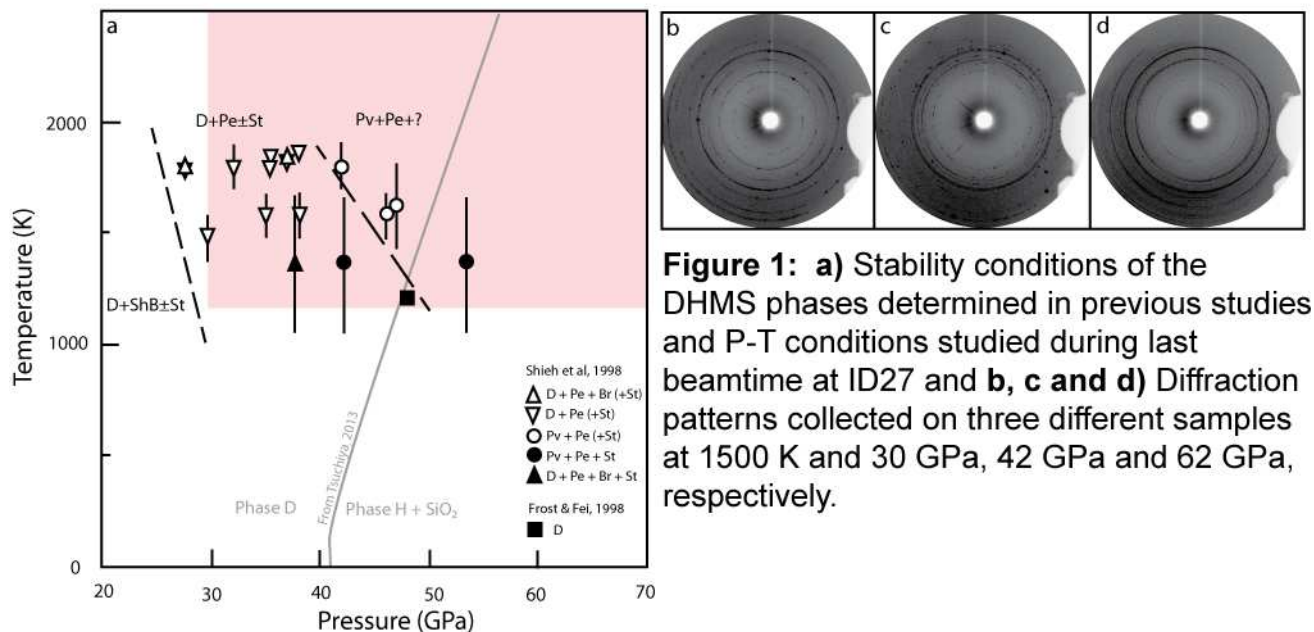 a
2000
1000
0
Temperature (K)
D+Pe±St
Pv+Pe+?
D+ShB±St
Shieh et al, 1998
D + Pe + Br (+St)
D + Pe (+St)
Pv + Pe (+St)
Pv + Pe + St
D + Pe + Br + St
Frost & Fei, 1998
D
From Tsuchiya, 2013
Phase D
Phase H + SiO₂
20 30 40 50 60 70
Pressure (GPa)
b
c
d
Figure 1: a) Stability conditions of the
DHMS phases determined in previous studies
and P-T conditions studied during last
beamtime at ID27 and b, c and d) Diffraction
patterns collected on three different samples
at 1500 K and 30 GPa, 42 GPa and 62 GPa,
respectively.